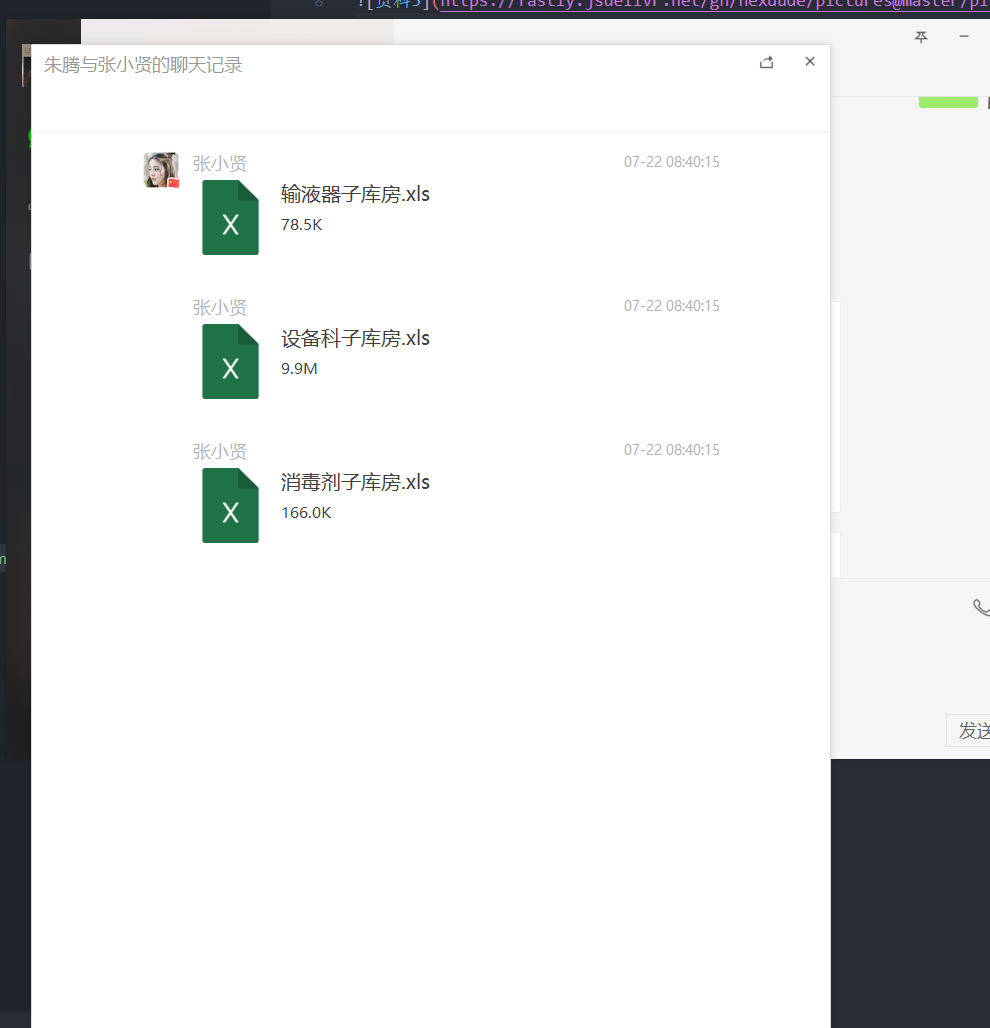 8 ![资料5](https://fastly.jsdelivr.net/gh/hexuude/pictures@master/pi
朱腾与张小贤的聊天记录
张小贤 07-22 08:40:15
输液器子库房.xls
X
78.5K
张小贤 07-22 08:40:15
设备科子库房.xls
X
9.9M
张小贤 07-22 08:40:15
消毒剂子库房.xls
X
166.0K
m
发送